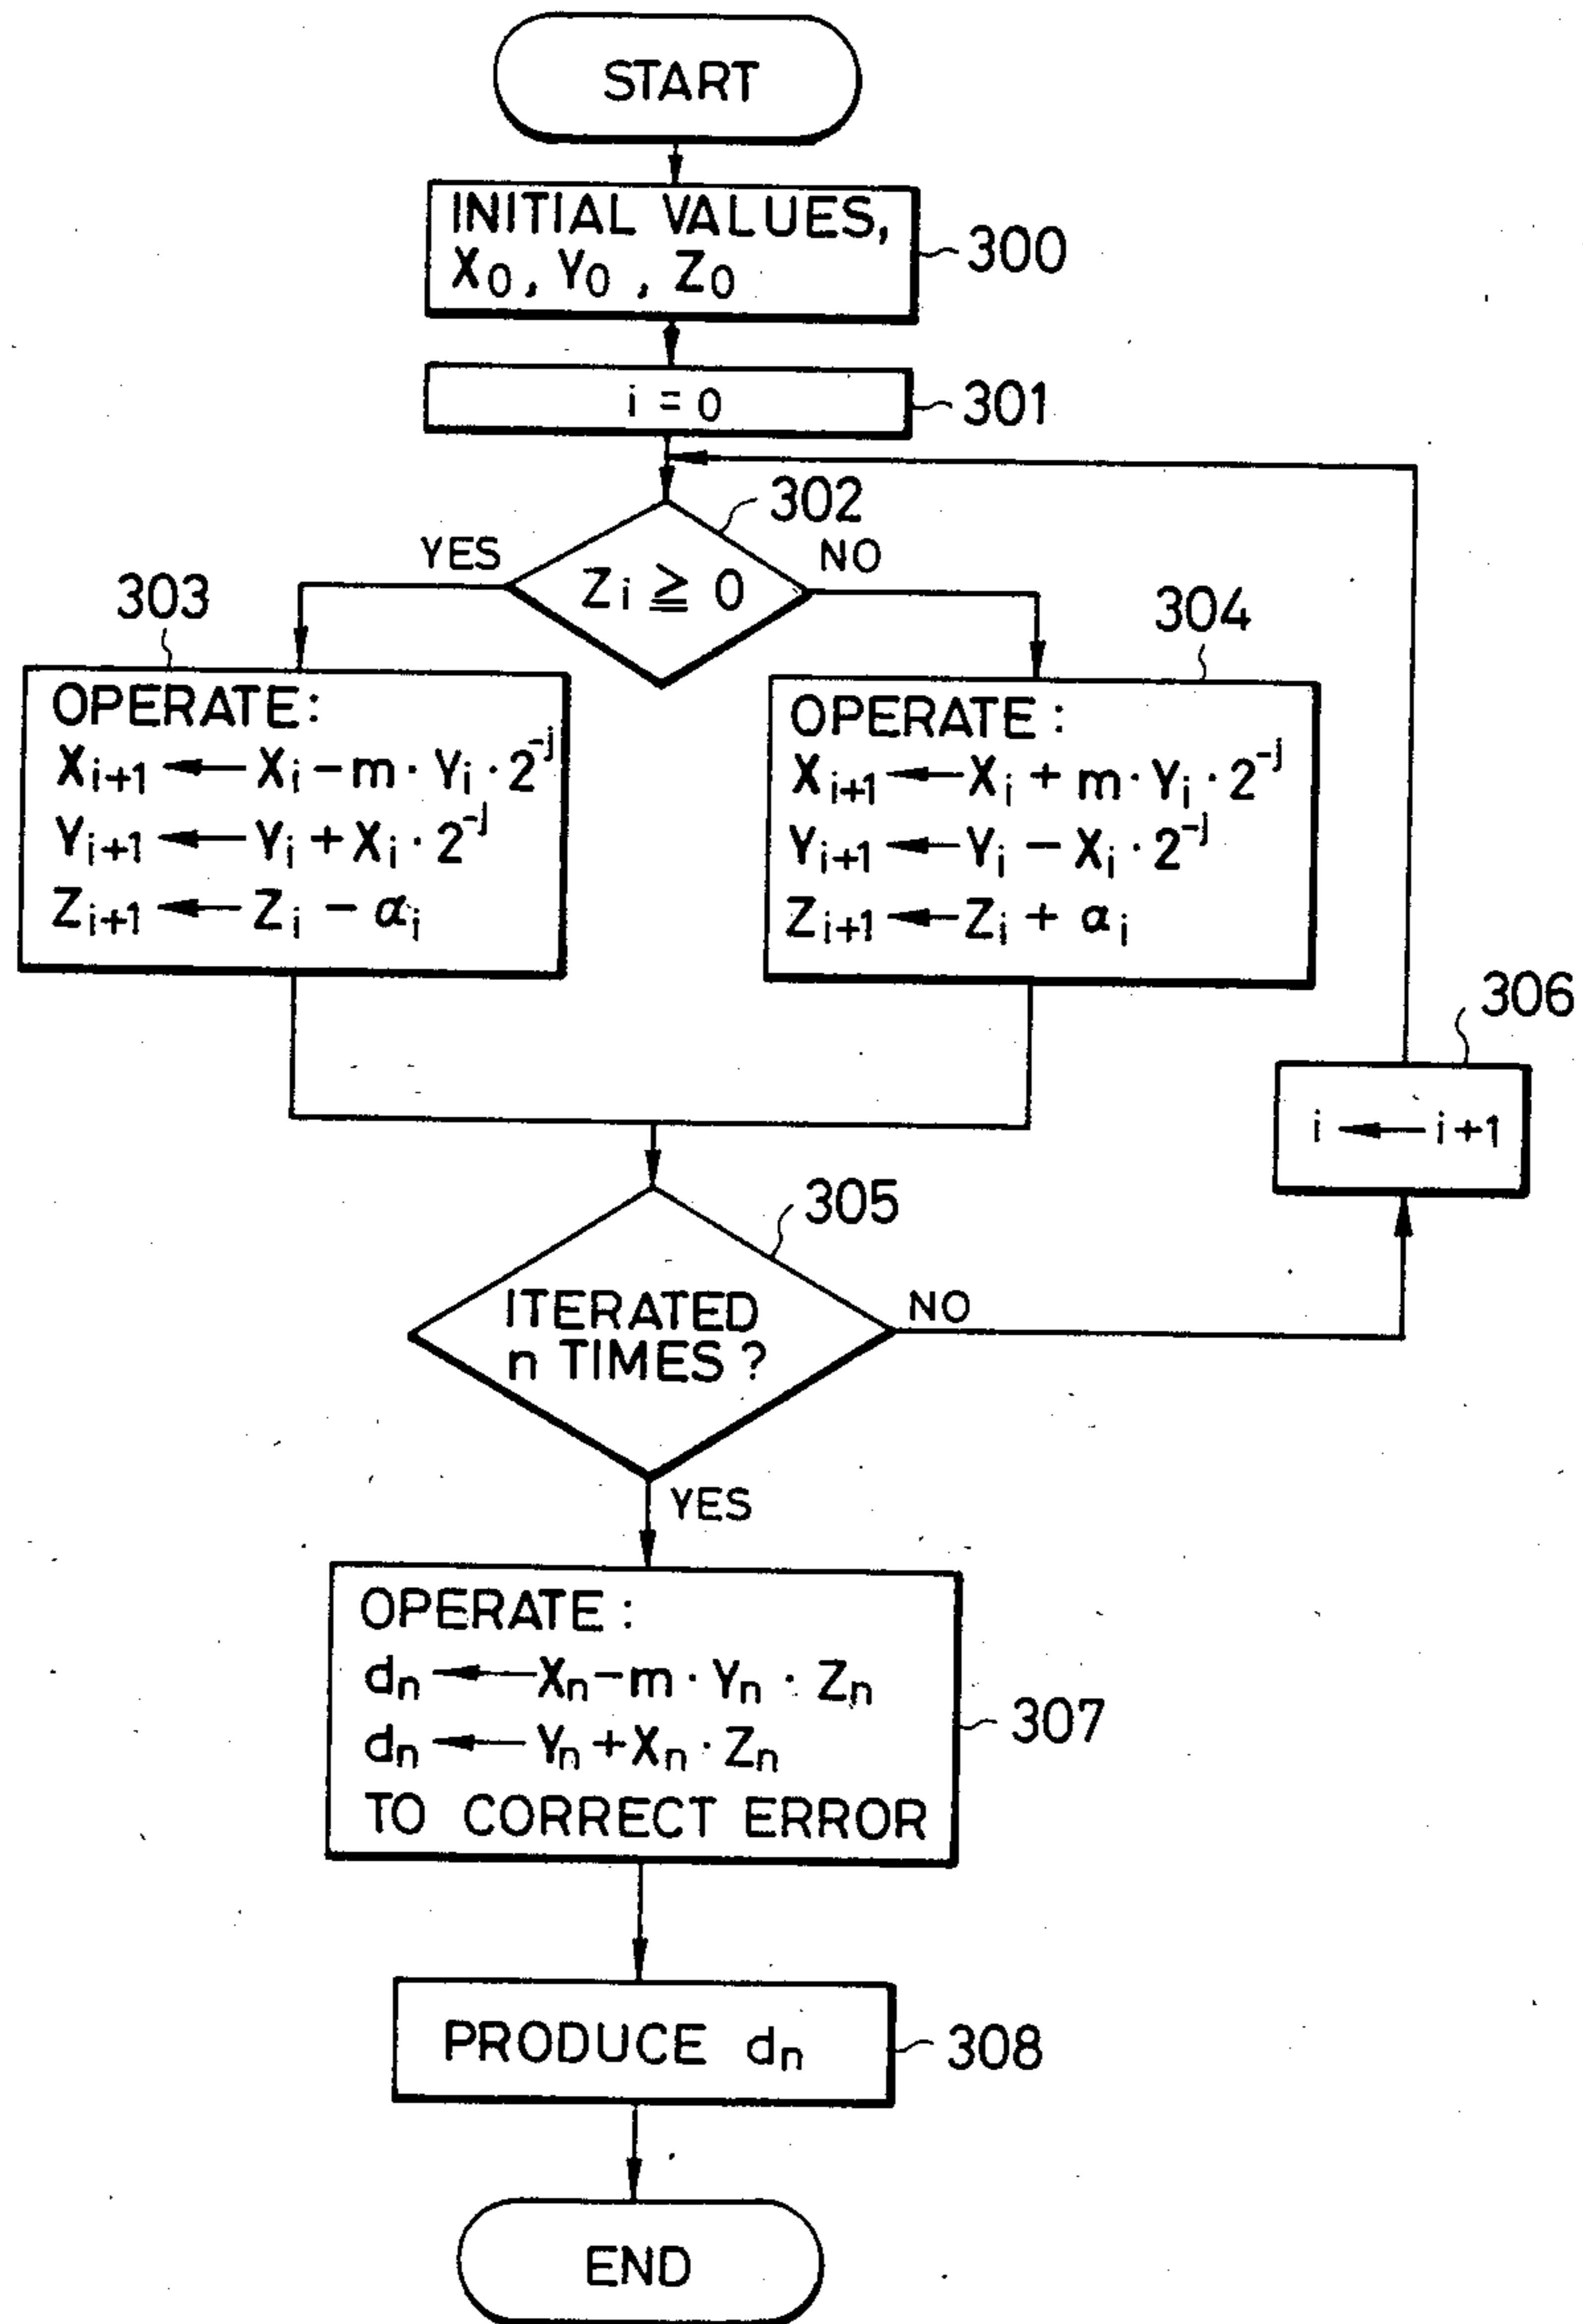 START
INITIAL VALUES,
X₀, Y₀, Z₀
300
i = 0
301
302
YES
NO
Zᵢ ≧ 0
303
OPERATE:
Xᵢ₊₁ ← Xᵢ − m · Yᵢ · 2⁻ʲ
Yᵢ₊₁ ← Yᵢ + Xᵢ · 2⁻ʲ
Zᵢ₊₁ ← Zᵢ − αᵢ
304
OPERATE:
Xᵢ₊₁ ← Xᵢ + m · Yᵢ · 2⁻ʲ
Yᵢ₊₁ ← Yᵢ − Xᵢ · 2⁻ʲ
Zᵢ₊₁ ← Zᵢ + αᵢ
306
i ← i+1
305
ITERATED
n TIMES ?
NO
YES
OPERATE:
dₙ ← Xₙ − m · Yₙ · Zₙ
dₙ ← Yₙ + Xₙ · Zₙ
TO CORRECT ERROR
307
PRODUCE dₙ
308
END